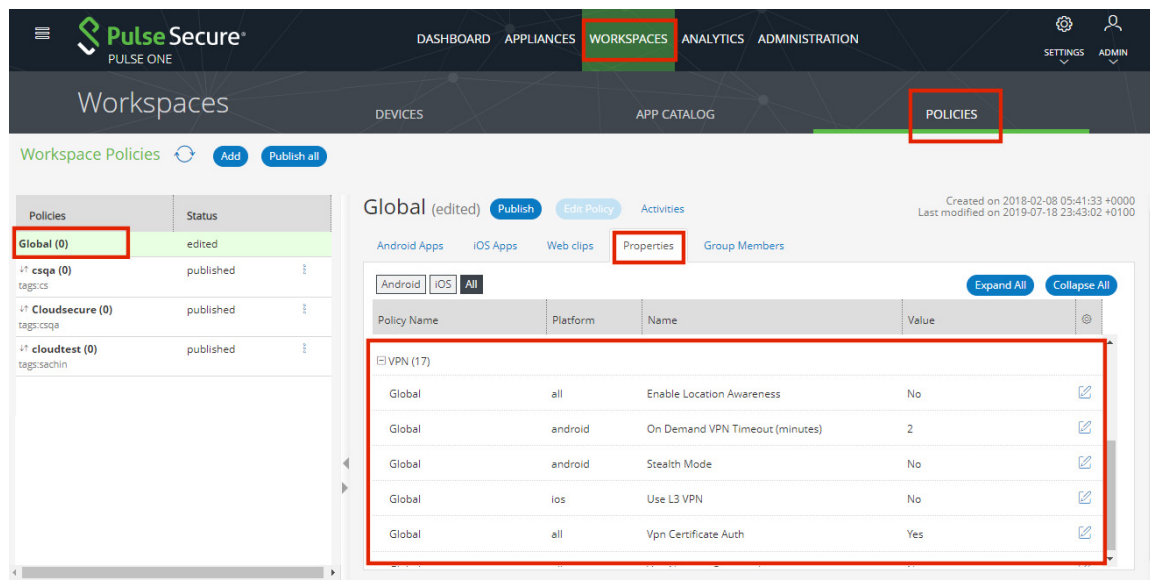 Pulse Secure®
PULSE ONE
DASHBOARD APPLIANCES WORKSPACES ANALYTICS ADMINISTRATION
SETTINGS ADMIN
Workspaces
DEVICES APP CATALOG POLICIES
Workspace Policies Add Publish all
Policies Status
Global (0) edited
csqa (0) published
tags:cs
Cloudsecure (0) published
tags:csqa
cloudtest (0) published
tags:sachin
Global (edited) Publish Edit Policy Activities
Created on 2018-02-08 05:41:33 +0000
Last modified on 2019-07-18 23:43:02 +0100
Android Apps iOS Apps Web clips Properties Group Members
Android iOS All Expand All Collapse All
Policy Name Platform Name Value
VPN (17)
Global all Enable Location Awareness No
Global android On Demand VPN Timeout (minutes) 2
Global android Stealth Mode No
Global ios Use L3 VPN No
Global all Vpn Certificate Auth Yes